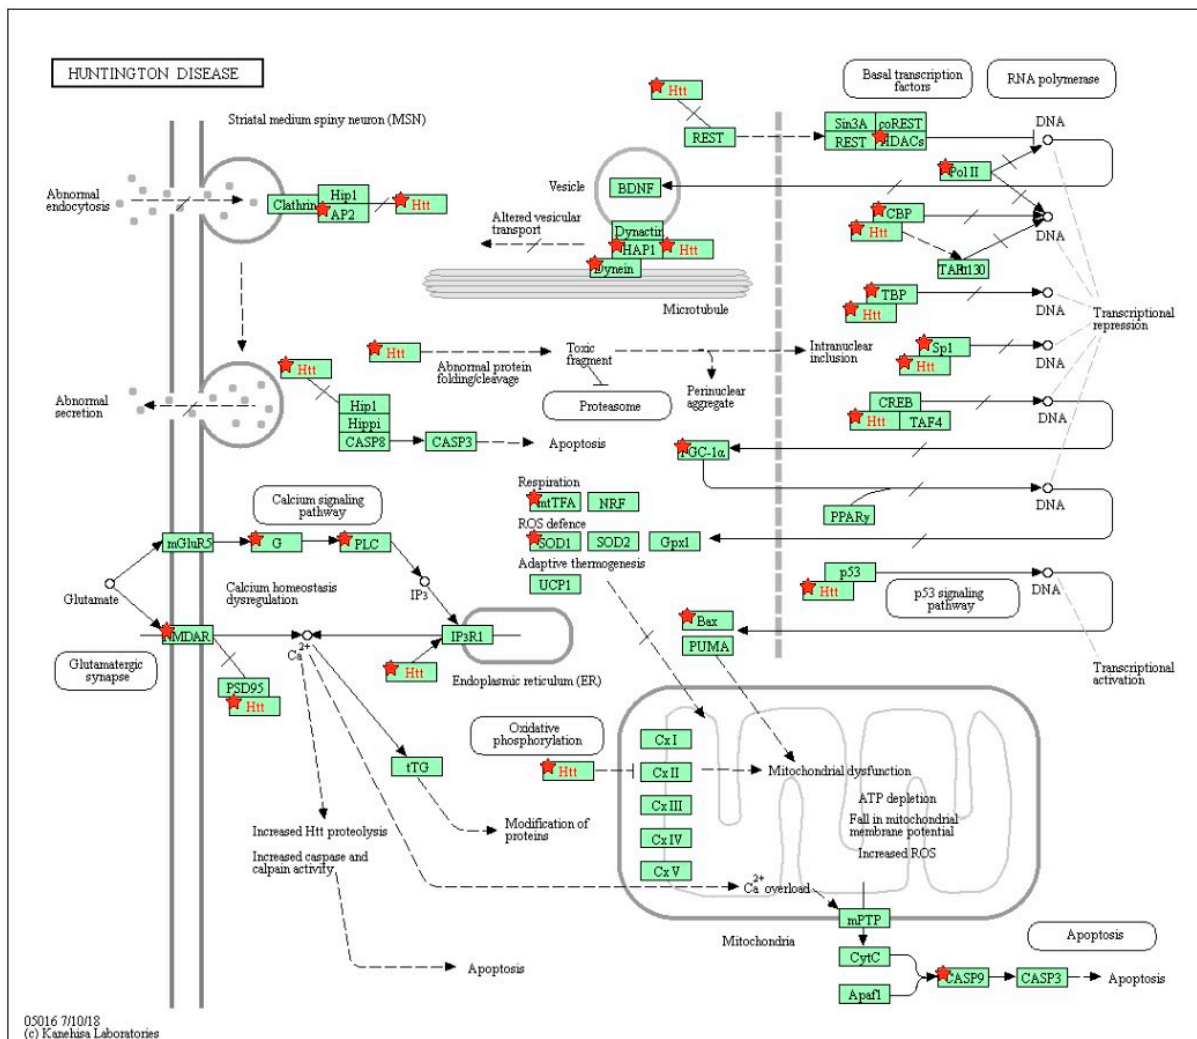 HUNTINGTON DISEASE
Striatal medium spiny neuron (MSN)
Htt
REST
Basal transcription
factors
RNA polymerase
Sin3A
coREST
REST
HDACs
DNA
Pol II
Vesicle
BDNF
Abnormal
endocytosis
Clathrin
Hip1
AP2
Htt
Altered vesicular
transport
Dynactin
HAP1
Htt
Dynein
Microtubule
CBP
Htt
DNA
TBP
Htt
DNA
Transcriptional
repression
Sp1
Htt
DNA
Htt
Htt
Abnormal protein
folding/cleavage
Toxic
fragment
Intranuclear
inclusion
Perinuclear
aggregate
Proteasome
Abnormal
secretion
Hip1
Hippi
CASP8
CASP3
Apoptosis
CREB
Htt
TAF4
DNA
PGC-1α
DNA
PPARγ
Respiration
mtTFA
NRF
ROS defence
SOD1
SOD2
Gpx1
Adaptive thermogenesis
UCP1
Calcium signaling
pathway
mGluR5
G
PLC
IP3
Glutamate
Calcium homeostasis
dysregulation
NMDAR
Ca2+
IP3R1
Htt
Endoplasmic reticulum (ER)
Glutamatergic
synapse
PSD95
Htt
p53
Htt
p53 signaling
pathway
DNA
Bax
PUMA
Transcriptional
activation
Oxidative
phosphorylation
Htt
Cx I
Cx II
Cx III
Cx IV
Cx V
Mitochondrial dysfunction
ATP depletion
Fall in mitochondrial
membrane potential
Increased ROS
tTG
Increased Htt proteolysis
Increased caspase and
calpain activity
Modification of
proteins
Ca2+ overload
mPTP
Mitochondria
Apoptosis
Apoptosis
CytC
Apaf1
CASP9
CASP3
Apoptosis
05016 7/10/18
(c) Kanehisa Laboratories